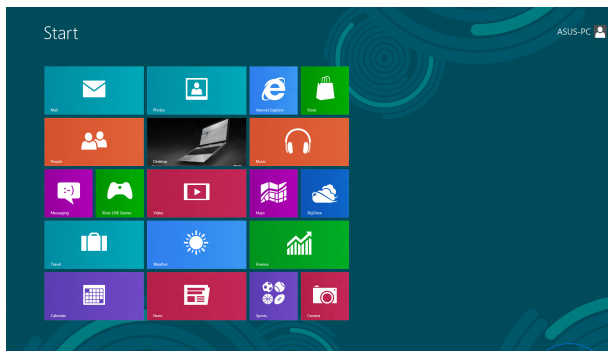 Start
ASUS-PC
Mail
Photos
Internet Explorer
Store
People
Desktop
Music
Messaging
Xbox LIVE Games
Video
Maps
SkyDrive
Travel
Weather
Finance
Calendar
News
Sports
Camera